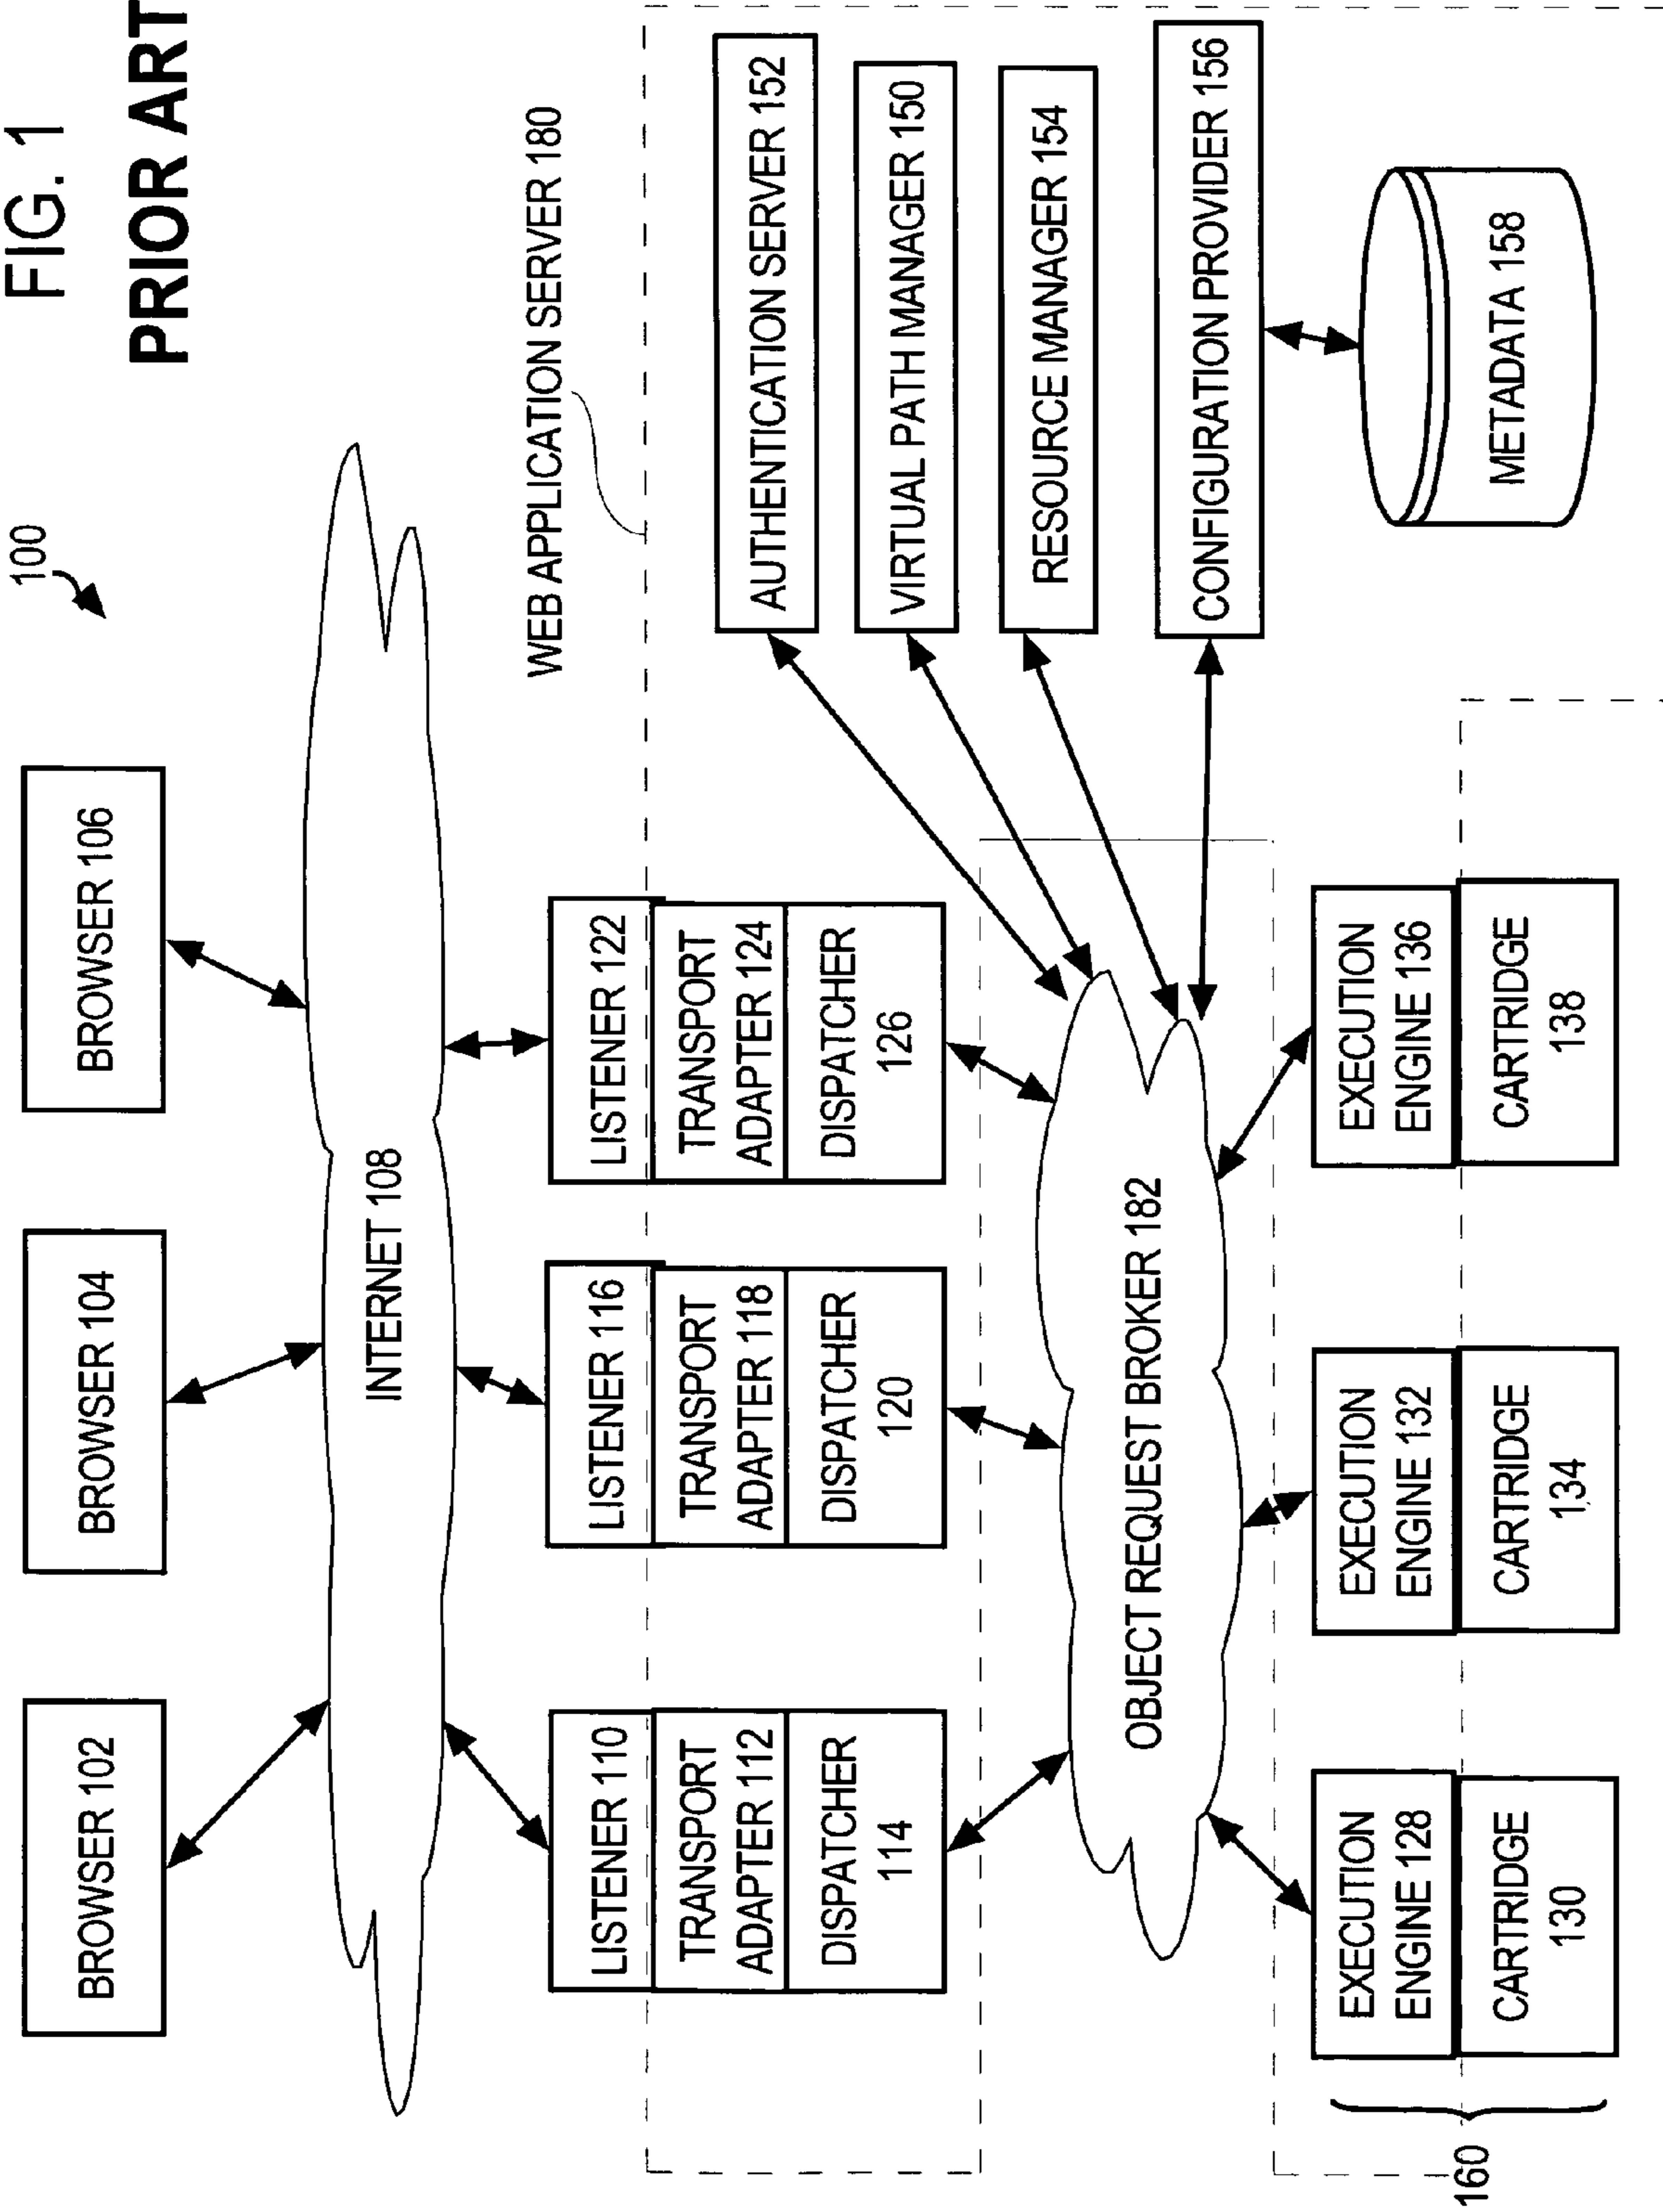 FIG. 1
PRIOR ART
100
BROWSER 102
BROWSER 104
BROWSER 106
INTERNET 108
WEB APPLICATION SERVER 180
LISTENER 110
TRANSPORT
ADAPTER 112
DISPATCHER
114
LISTENER 116
TRANSPORT
ADAPTER 118
DISPATCHER
120
LISTENER 122
TRANSPORT
ADAPTER 124
DISPATCHER
126
AUTHENTICATION SERVER 152
VIRTUAL PATH MANAGER 150
RESOURCE MANAGER 154
CONFIGURATION PROVIDER 156
METADATA 158
OBJECT REQUEST BROKER 182
EXECUTION
ENGINE 128
CARTRIDGE
130
EXECUTION
ENGINE 132
CARTRIDGE
134
EXECUTION
ENGINE 136
CARTRIDGE
138
160